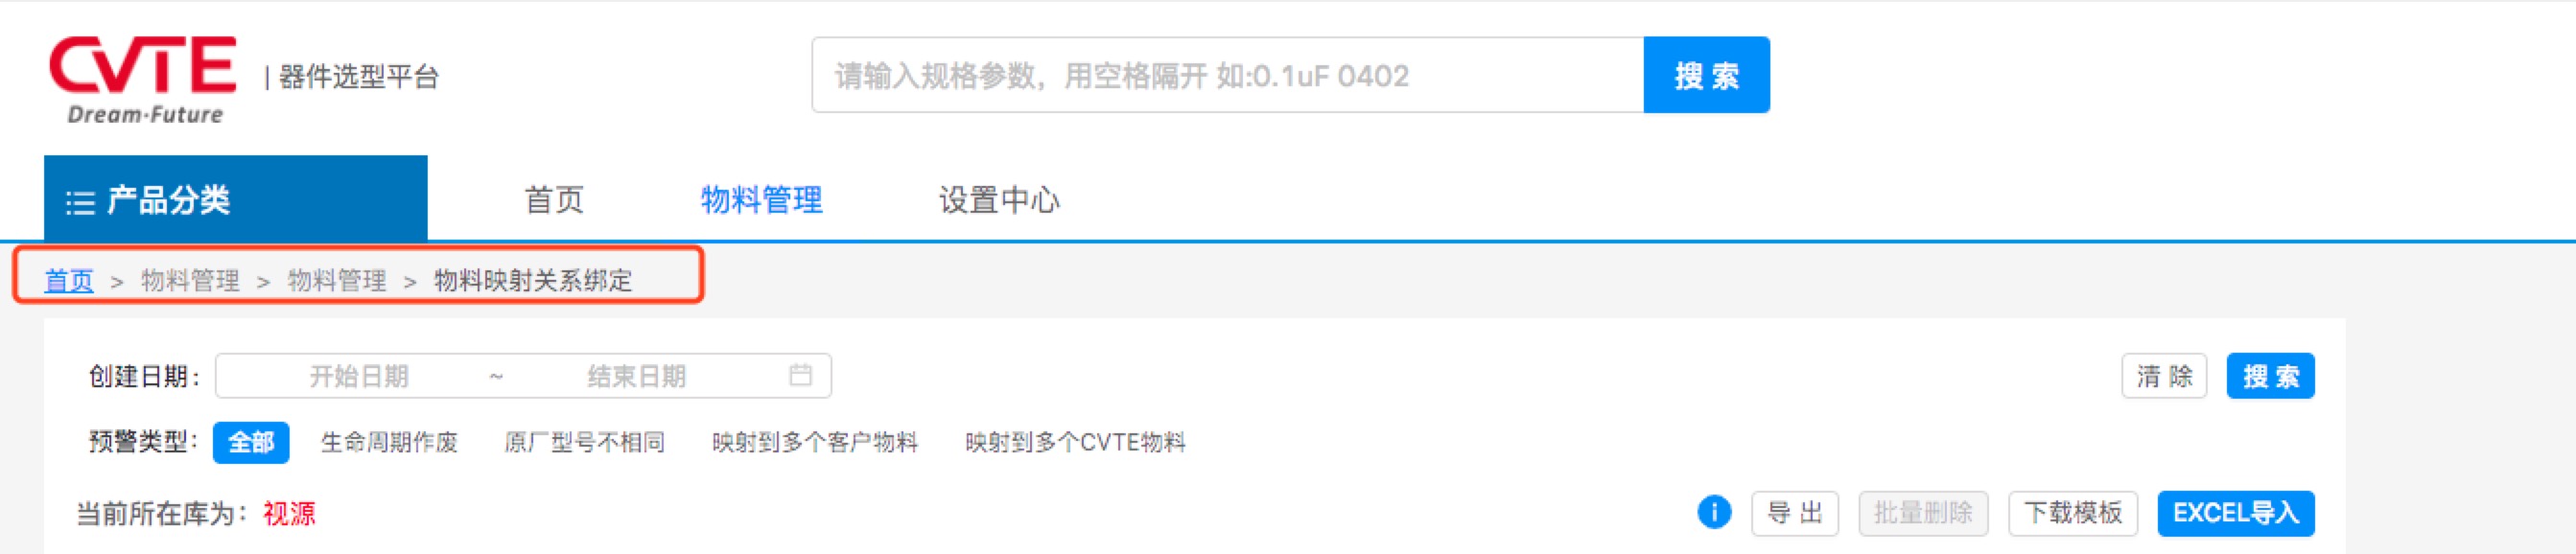 CVTE
Dream·Future
| 器件选型平台
请输入规格参数，用空格隔开 如:0.1uF 0402
搜 索
产品分类
首页
物料管理
设置中心
首页 > 物料管理 > 物料管理 > 物料映射关系绑定
创建日期: 开始日期 ~ 结束日期
清 除
搜 索
预警类型: 全部 生命周期作废 原厂型号不相同 映射到多个客户物料 映射到多个CVTE物料
当前所在库为: 视源
i
导 出
批量删除
下载模板
EXCEL导入